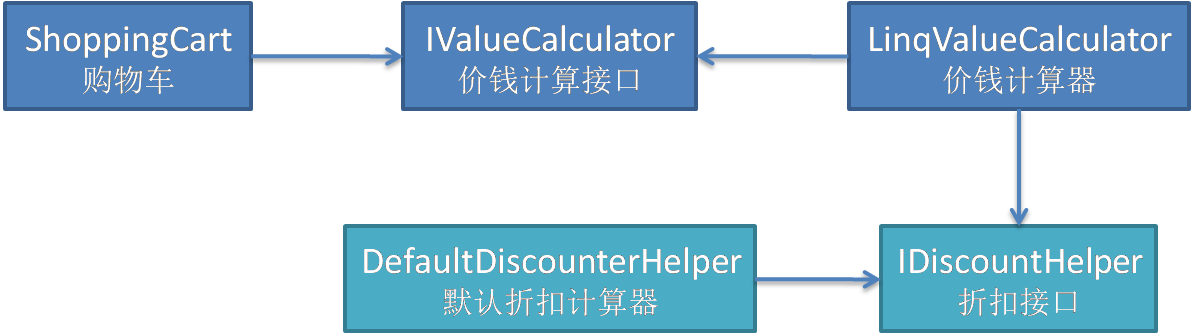 ShoppingCart
购物车
IValueCalculator
价钱计算接口
LinqValueCalculator
价钱计算器
DefaultDiscounterHelper
默认折扣计算器
IDiscountHelper
折扣接口